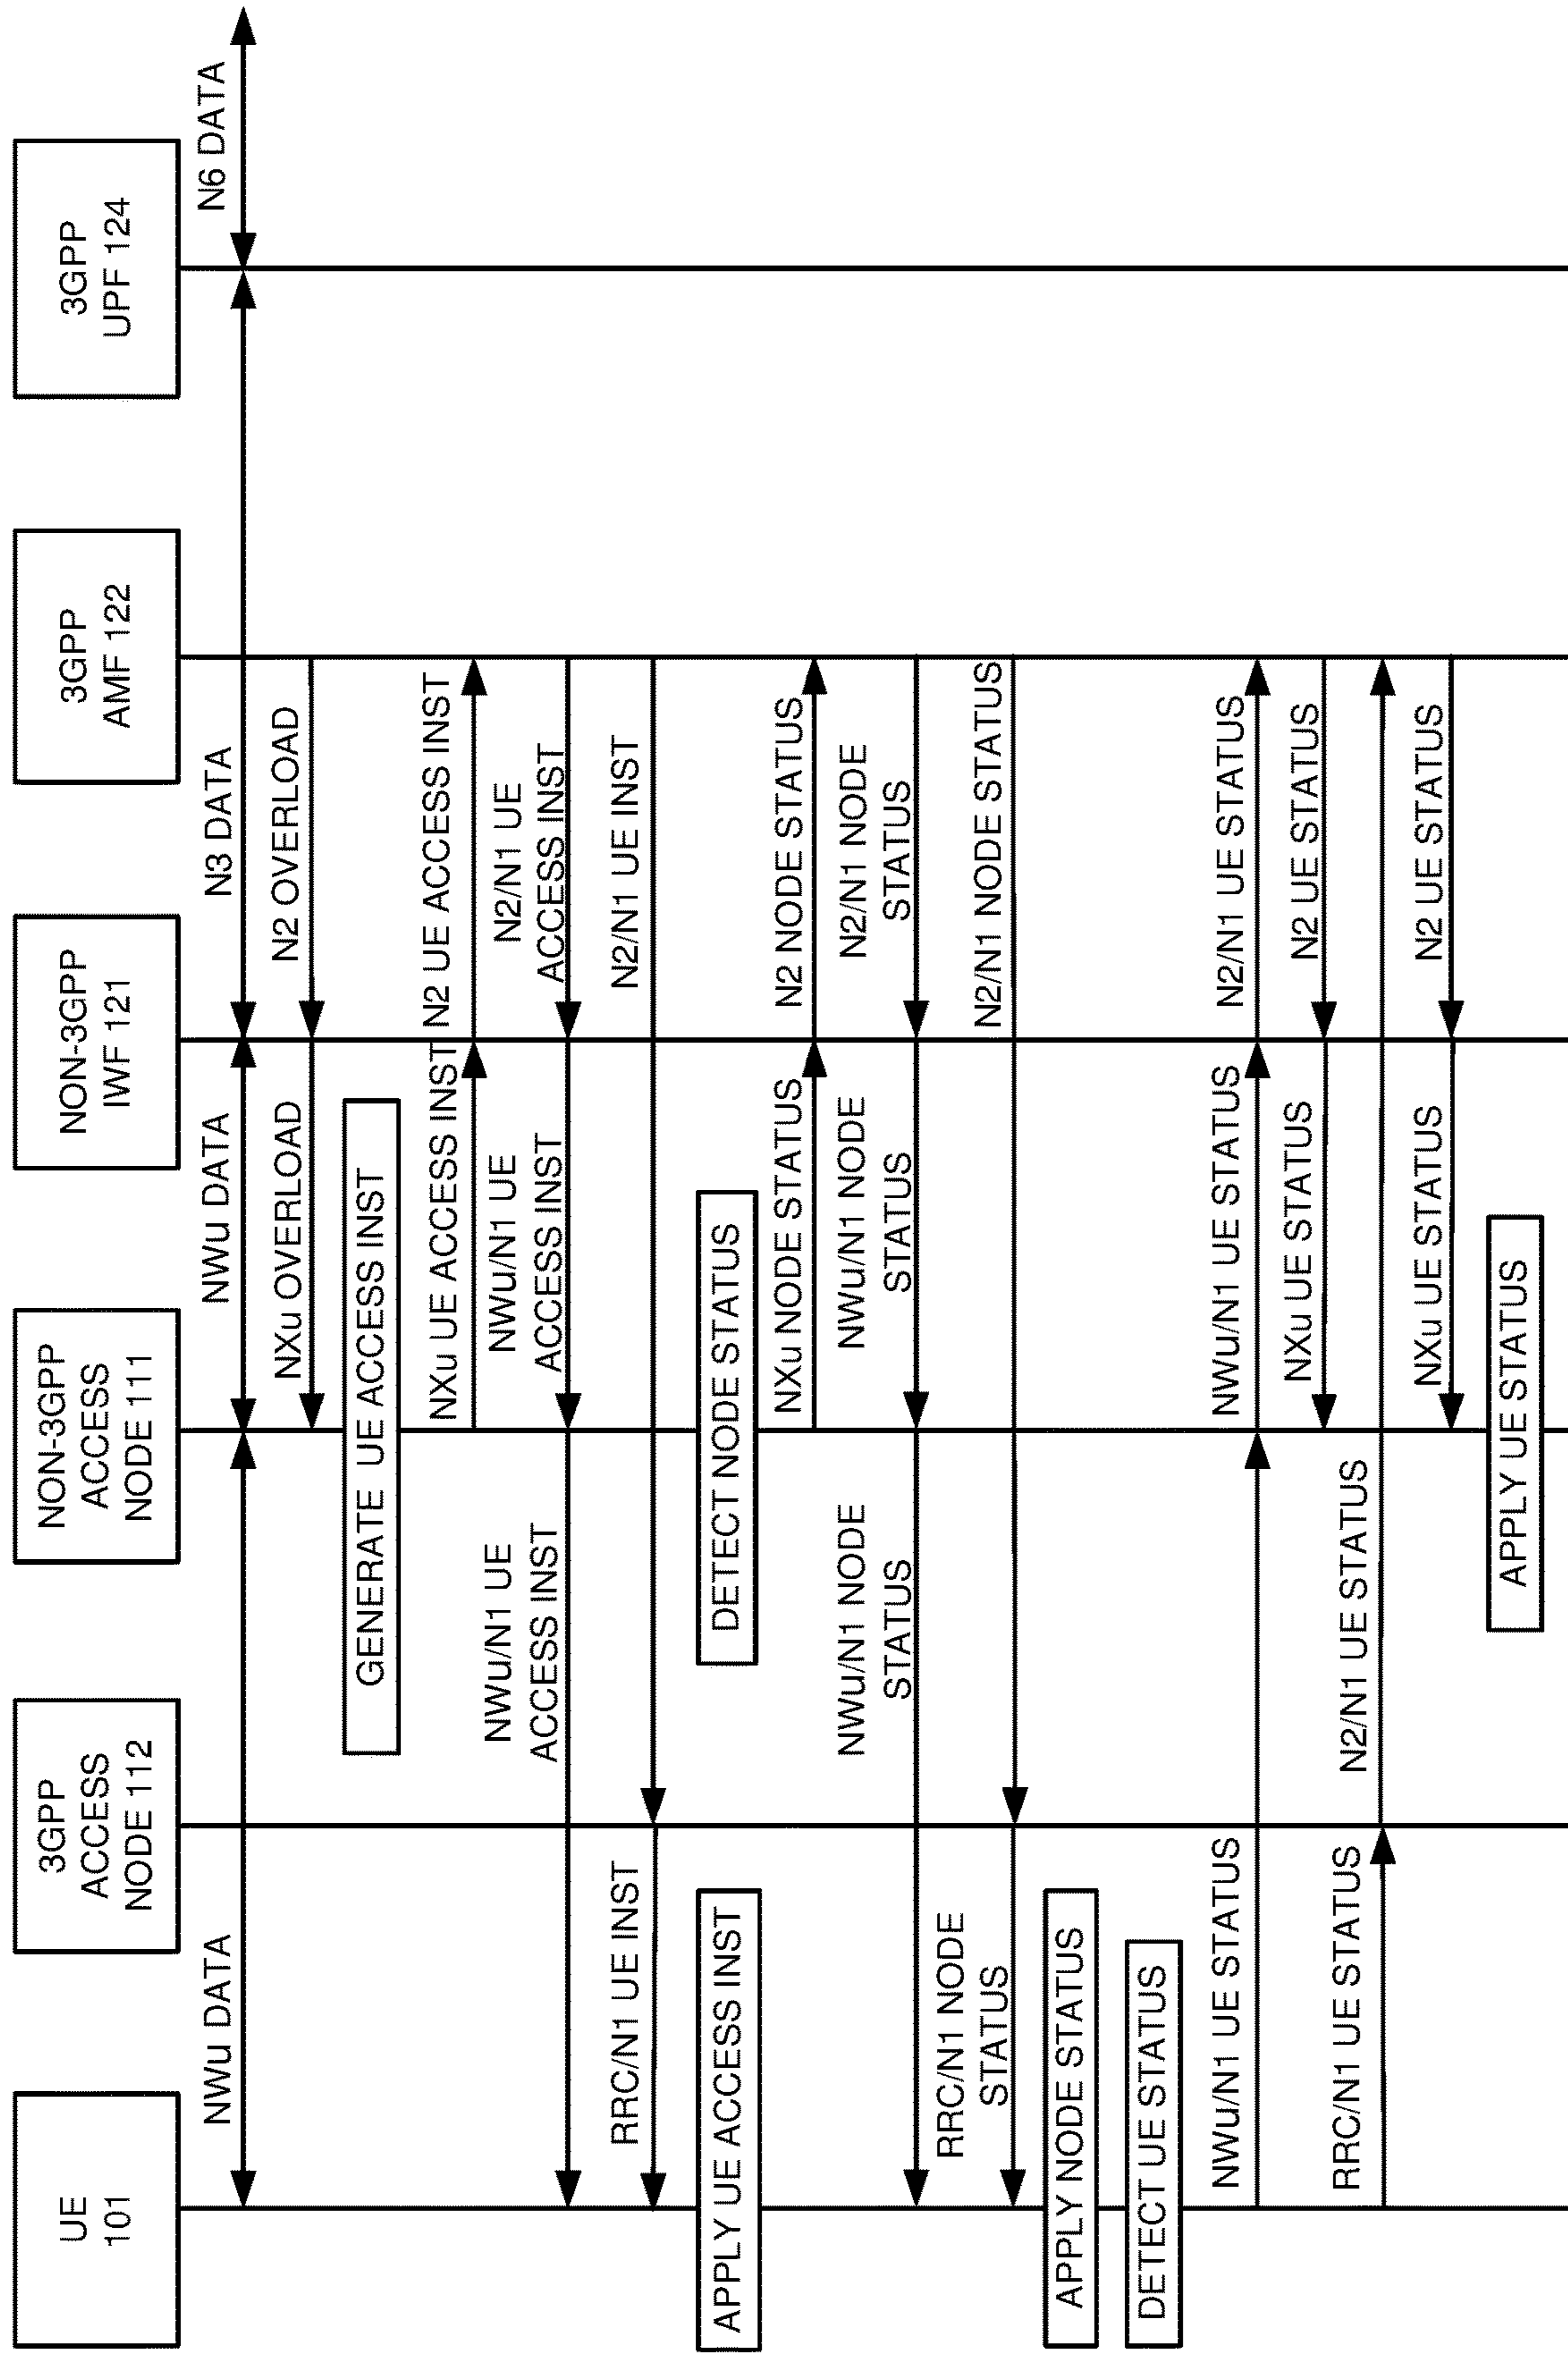 UE
101
3GPP
ACCESS
NODE 112
NON-3GPP
ACCESS
NODE 111
NON-3GPP
IWF 121
3GPP
AMF 122
3GPP
UPF 124
NWu DATA
NWu DATA
N3 DATA
N6 DATA
NXu OVERLOAD
N2 OVERLOAD
GENERATE UE ACCESS INST
NXu UE ACCESS INST
N2 UE ACCESS INST
NWu/N1 UE
ACCESS INST
NWu/N1 UE
ACCESS INST
N2/N1 UE
ACCESS INST
RRC/N1 UE INST
N2/N1 UE INST
APPLY UE ACCESS INST
DETECT NODE STATUS
NXu NODE STATUS
N2 NODE STATUS
NWu/N1 NODE
STATUS
NWu/N1 NODE
STATUS
N2/N1 NODE
STATUS
RRC/N1 NODE
STATUS
N2/N1 NODE STATUS
APPLY NODE STATUS
DETECT UE STATUS
NWu/N1 UE STATUS
NWu/N1 UE STATUS
N2/N1 UE STATUS
NXu UE STATUS
N2 UE STATUS
RRC/N1 UE STATUS
N2/N1 UE STATUS
NXu UE STATUS
N2 UE STATUS
APPLY UE STATUS